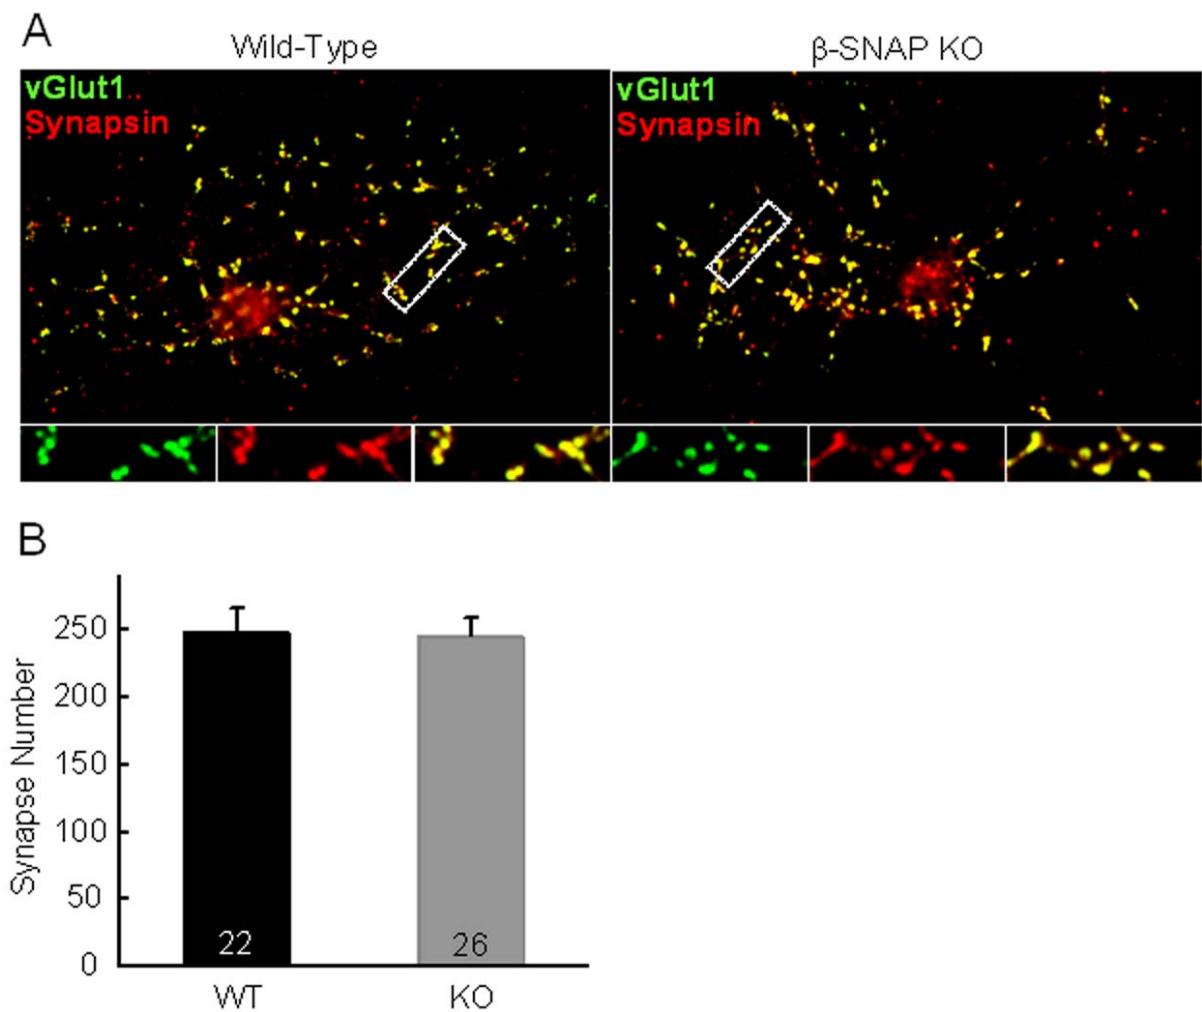 A
Wild-Type
β-SNAP KO
vGlut1
Synapsin
vGlut1
Synapsin
B
Synapse Number
250
200
150
100
50
0
22
26
WT
KO